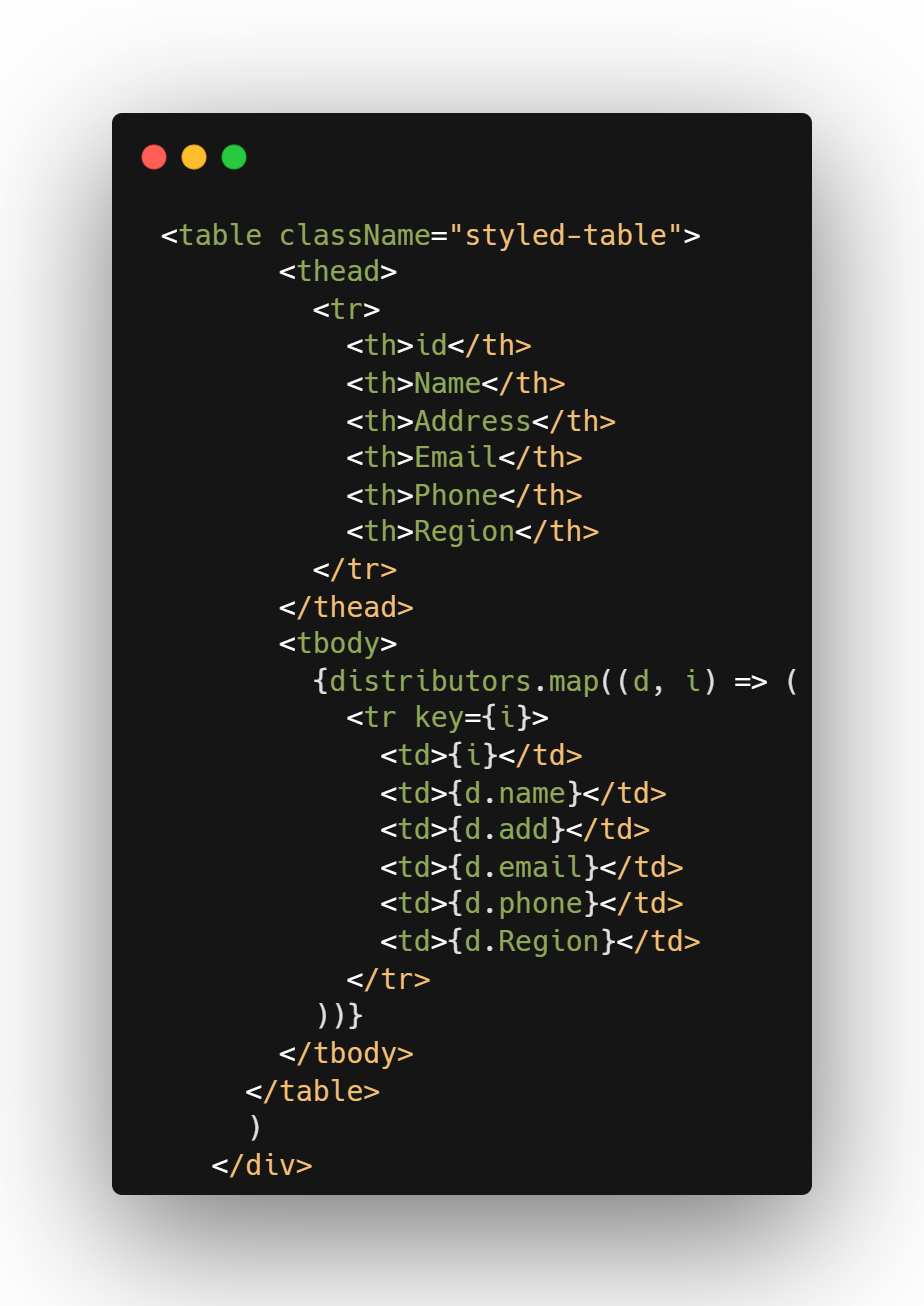 <table className="styled-table">
<thead>
<tr>
<th>id</th>
<th>Name</th>
<th>Address</th>
<th>Email</th>
<th>Phone</th>
<th>Region</th>
</tr>
</thead>
<tbody>
{distributors.map((d, i) => (
<tr key={i}>
<td>{i}</td>
<td>{d.name}</td>
<td>{d.add}</td>
<td>{d.email}</td>
<td>{d.phone}</td>
<td>{d.Region}</td>
</tr>
))}
</tbody>
</table>
)
</div>